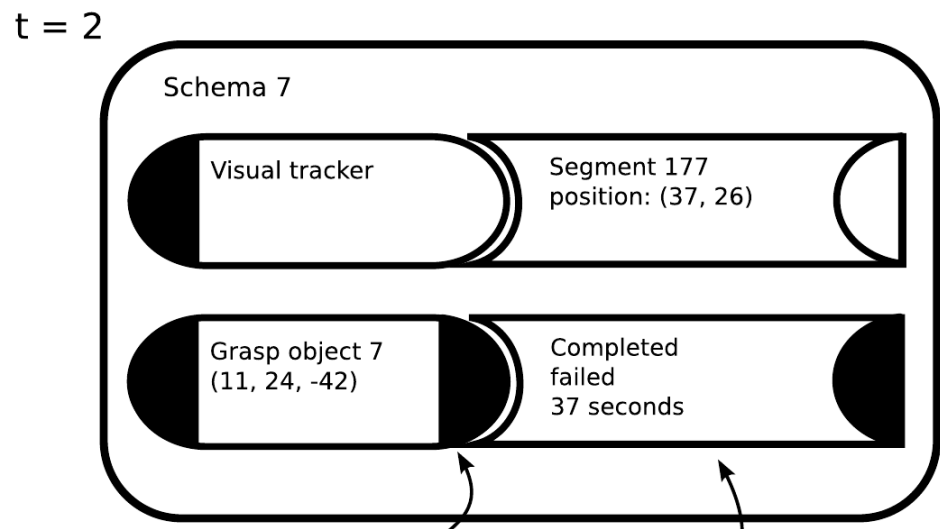 t = 2
Schema 7
Visual tracker
Segment 177
position: (37, 26)
Grasp object 7
(11, 24, -42)
Completed
failed
37 seconds